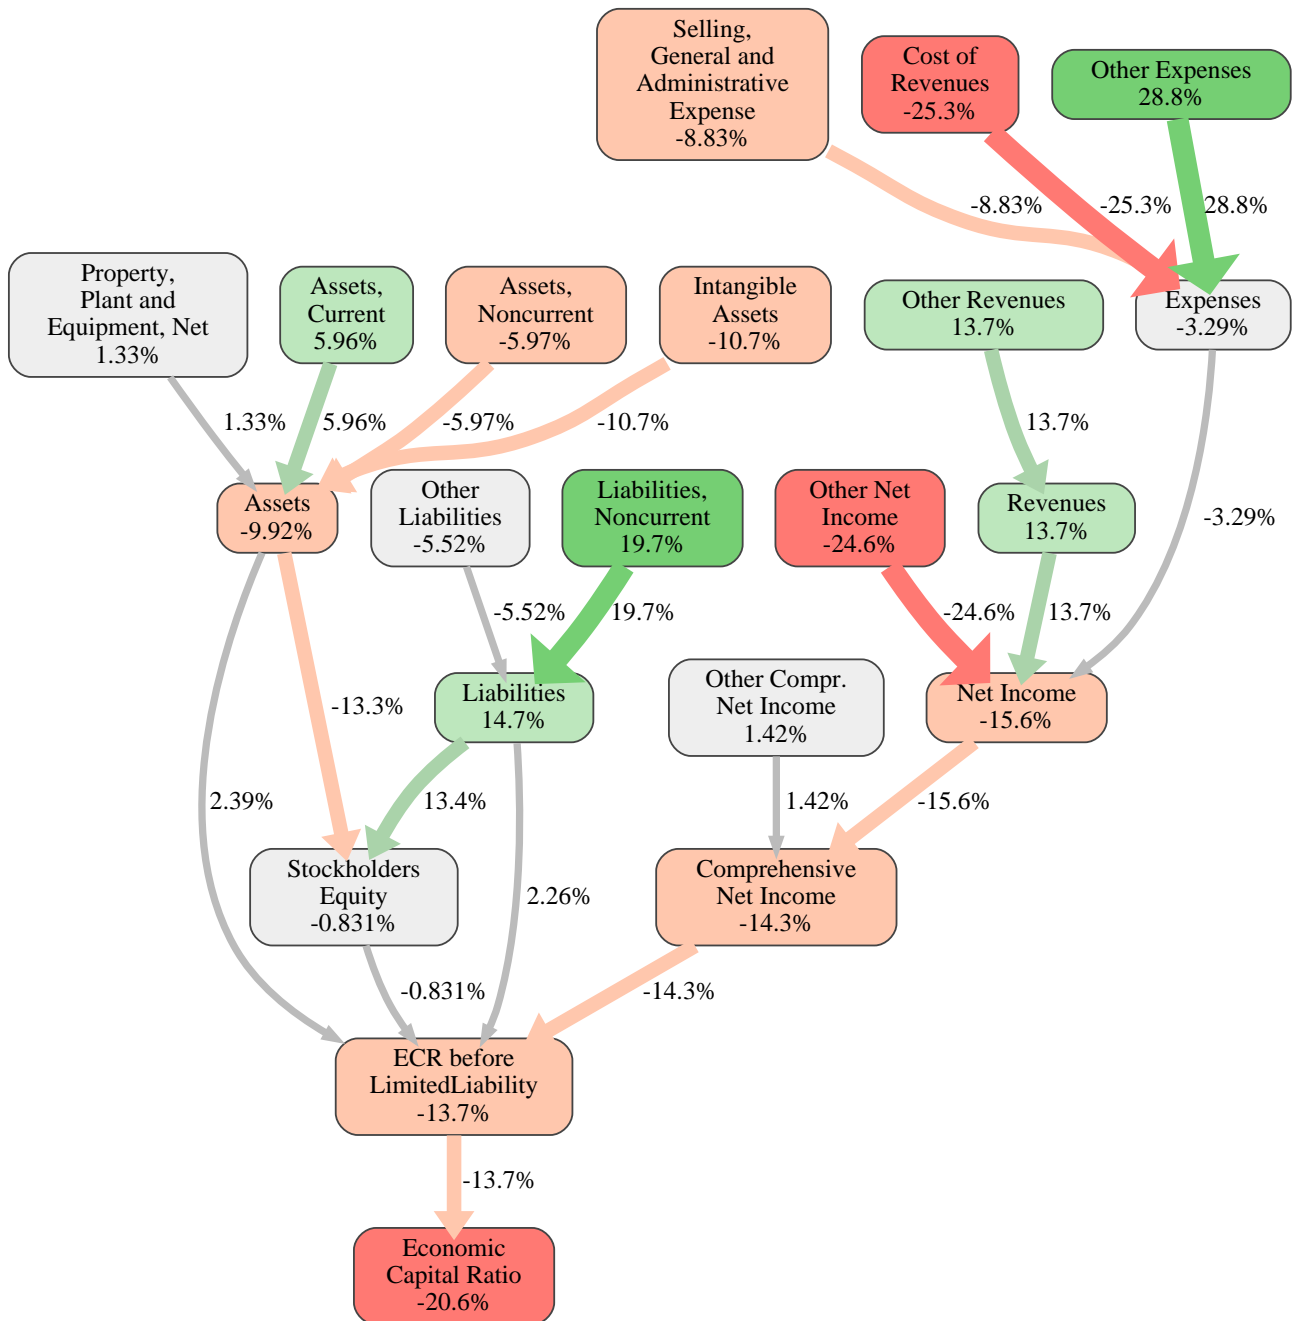 Selling,
General and
Administrative
Expense
-8.83%
Cost of
Revenues
-25.3%
Other Expenses
28.8%
-8.83%
-25.3%
28.8%
Property,
Plant and
Equipment, Net
1.33%
Assets,
Current
5.96%
Assets,
Noncurrent
-5.97%
Intangible
Assets
-10.7%
Other Revenues
13.7%
Expenses
-3.29%
1.33%
5.96%
-5.97%
-10.7%
13.7%
-3.29%
Assets
-9.92%
Other
Liabilities
-5.52%
Liabilities,
Noncurrent
19.7%
Other Net
Income
-24.6%
Revenues
13.7%
-5.52%
19.7%
-24.6%
13.7%
-13.3%
Liabilities
14.7%
Other Compr.
Net Income
1.42%
Net Income
-15.6%
2.39%
13.4%
1.42%
-15.6%
Stockholders
Equity
-0.831%
2.26%
Comprehensive
Net Income
-14.3%
-0.831%
-14.3%
ECR before
LimitedLiability
-13.7%
-13.7%
Economic
Capital Ratio
-20.6%